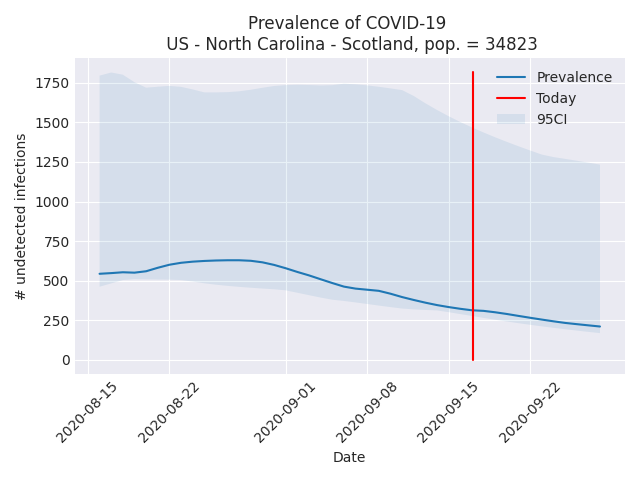 Prevalence of COVID-19
US - North Carolina - Scotland, pop. = 34823
Prevalence
Today
95CI
1750
1500
1250
1000
750
500
250
0
# undetected infections
2020-08-15
2020-08-22
2020-09-01
2020-09-08
2020-09-15
2020-09-22
Date